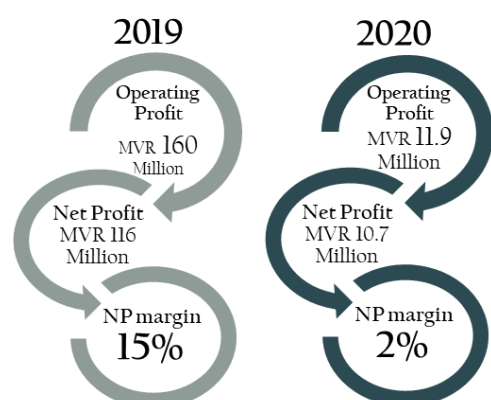 2019
Operating
Profit
MVR 160
Million
Net Profit
MVR 116
Million
NP margin
15%
2020
Operating
Profit
MVR 11.9
Million
Net Profit
MVR 10.7
Million
NP margin
2%